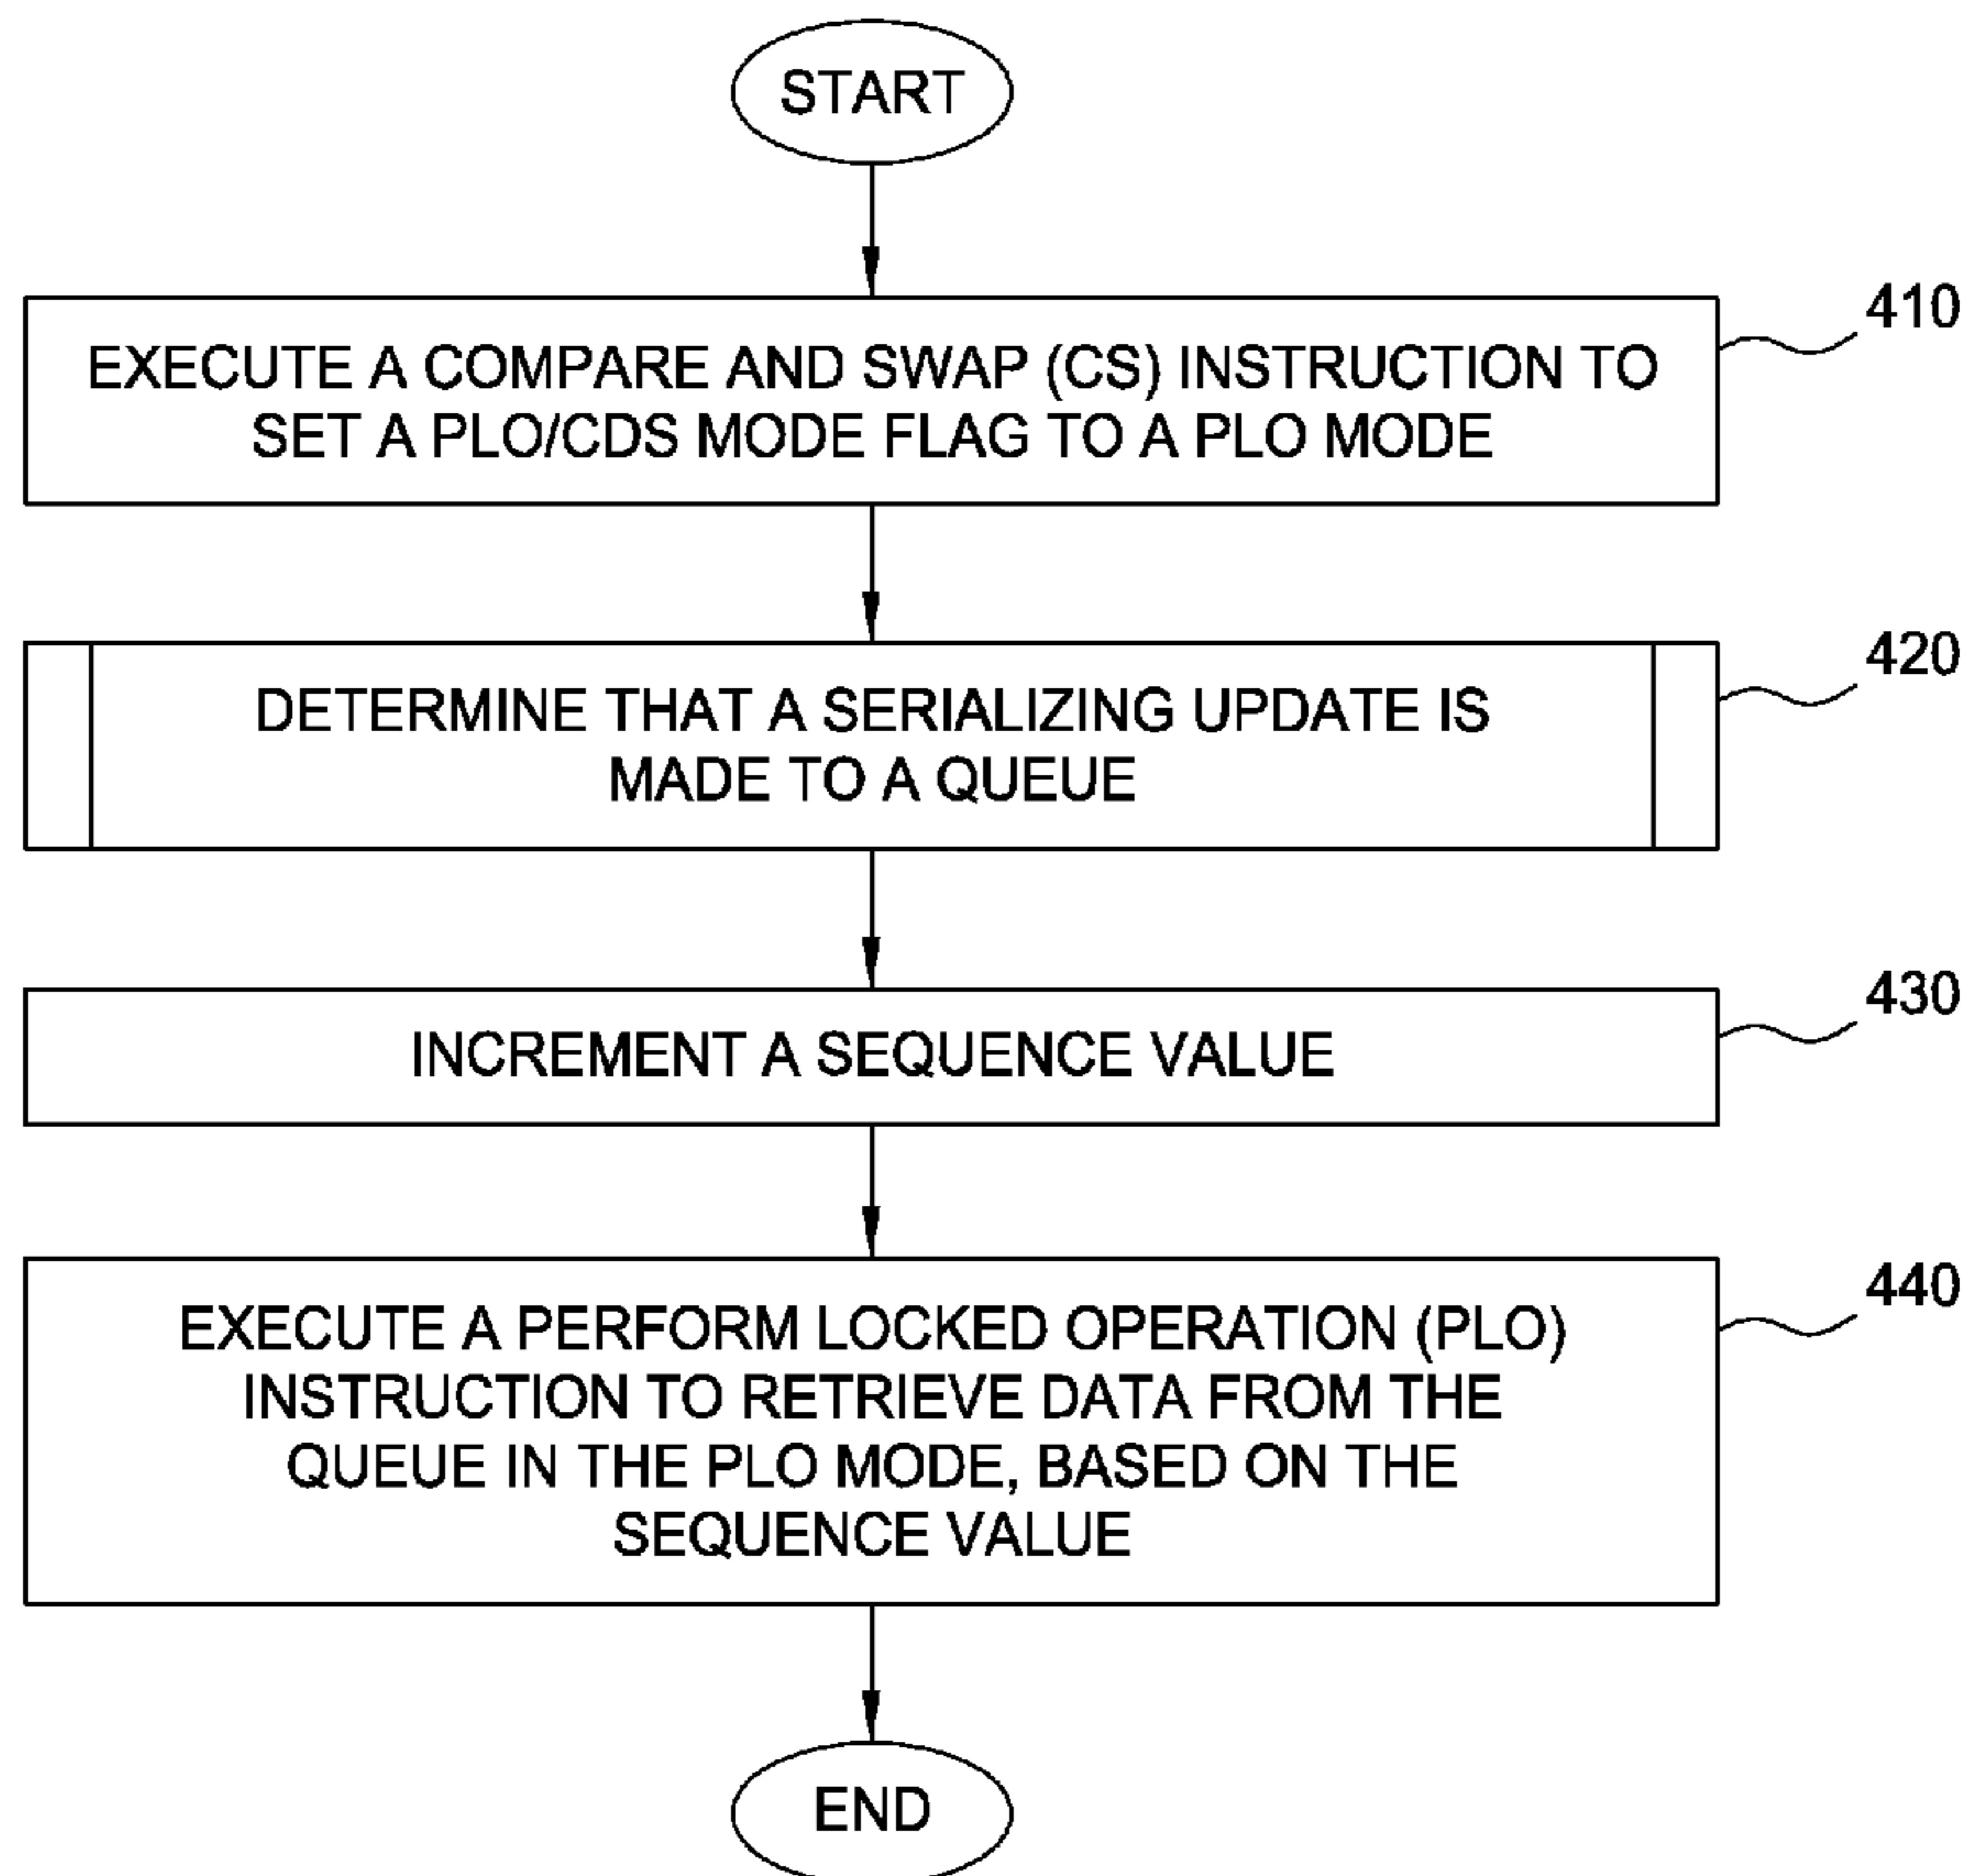 START
EXECUTE A COMPARE AND SWAP (CS) INSTRUCTION TO
SET A PLO/CDS MODE FLAG TO A PLO MODE
410
DETERMINE THAT A SERIALIZING UPDATE IS
MADE TO A QUEUE
420
INCREMENT A SEQUENCE VALUE
430
EXECUTE A PERFORM LOCKED OPERATION (PLO)
INSTRUCTION TO RETRIEVE DATA FROM THE
QUEUE IN THE PLO MODE, BASED ON THE
SEQUENCE VALUE
440
END